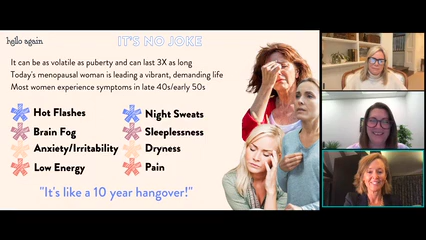 hello again
IT'S NO JOKE
It can be as volatile as puberty and can last 3X as long
Today's menopausal woman is leading a vibrant, demanding life
Most women experience symptoms in late 40s/early 50s
Hot Flashes
Night Sweats
Brain Fog
Sleeplessness
Anxiety/Irritability
Dryness
Low Energy
Pain
"It's like a 10 year hangover!"